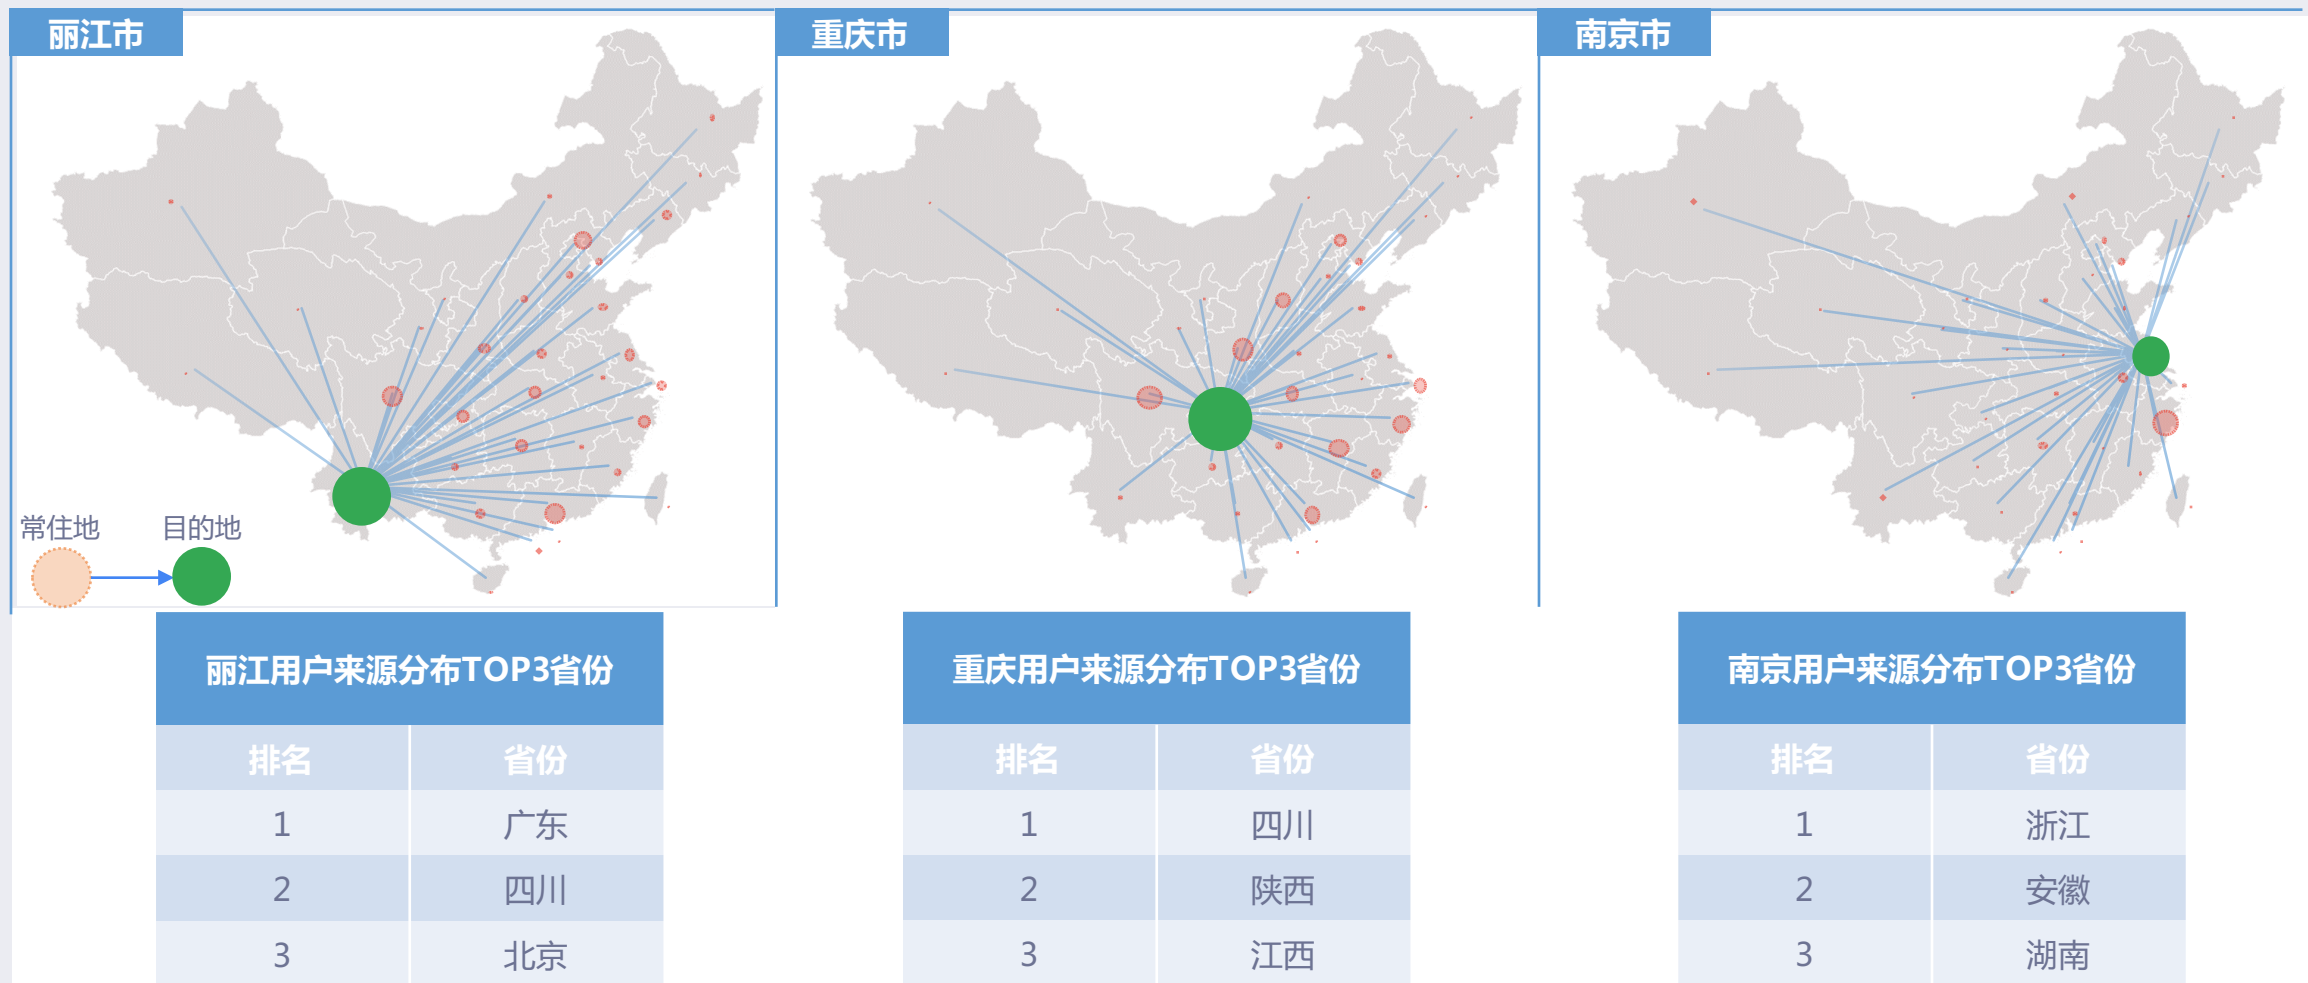 丽江市
重庆市
南京市
常住地
目的地
丽江用户来源分布TOP3省份
排名 省份
1 广东
2 四川
3 北京
重庆用户来源分布TOP3省份
排名 省份
1 四川
2 陕西
3 江西
南京用户来源分布TOP3省份
排名 省份
1 浙江
2 安徽
3 湖南